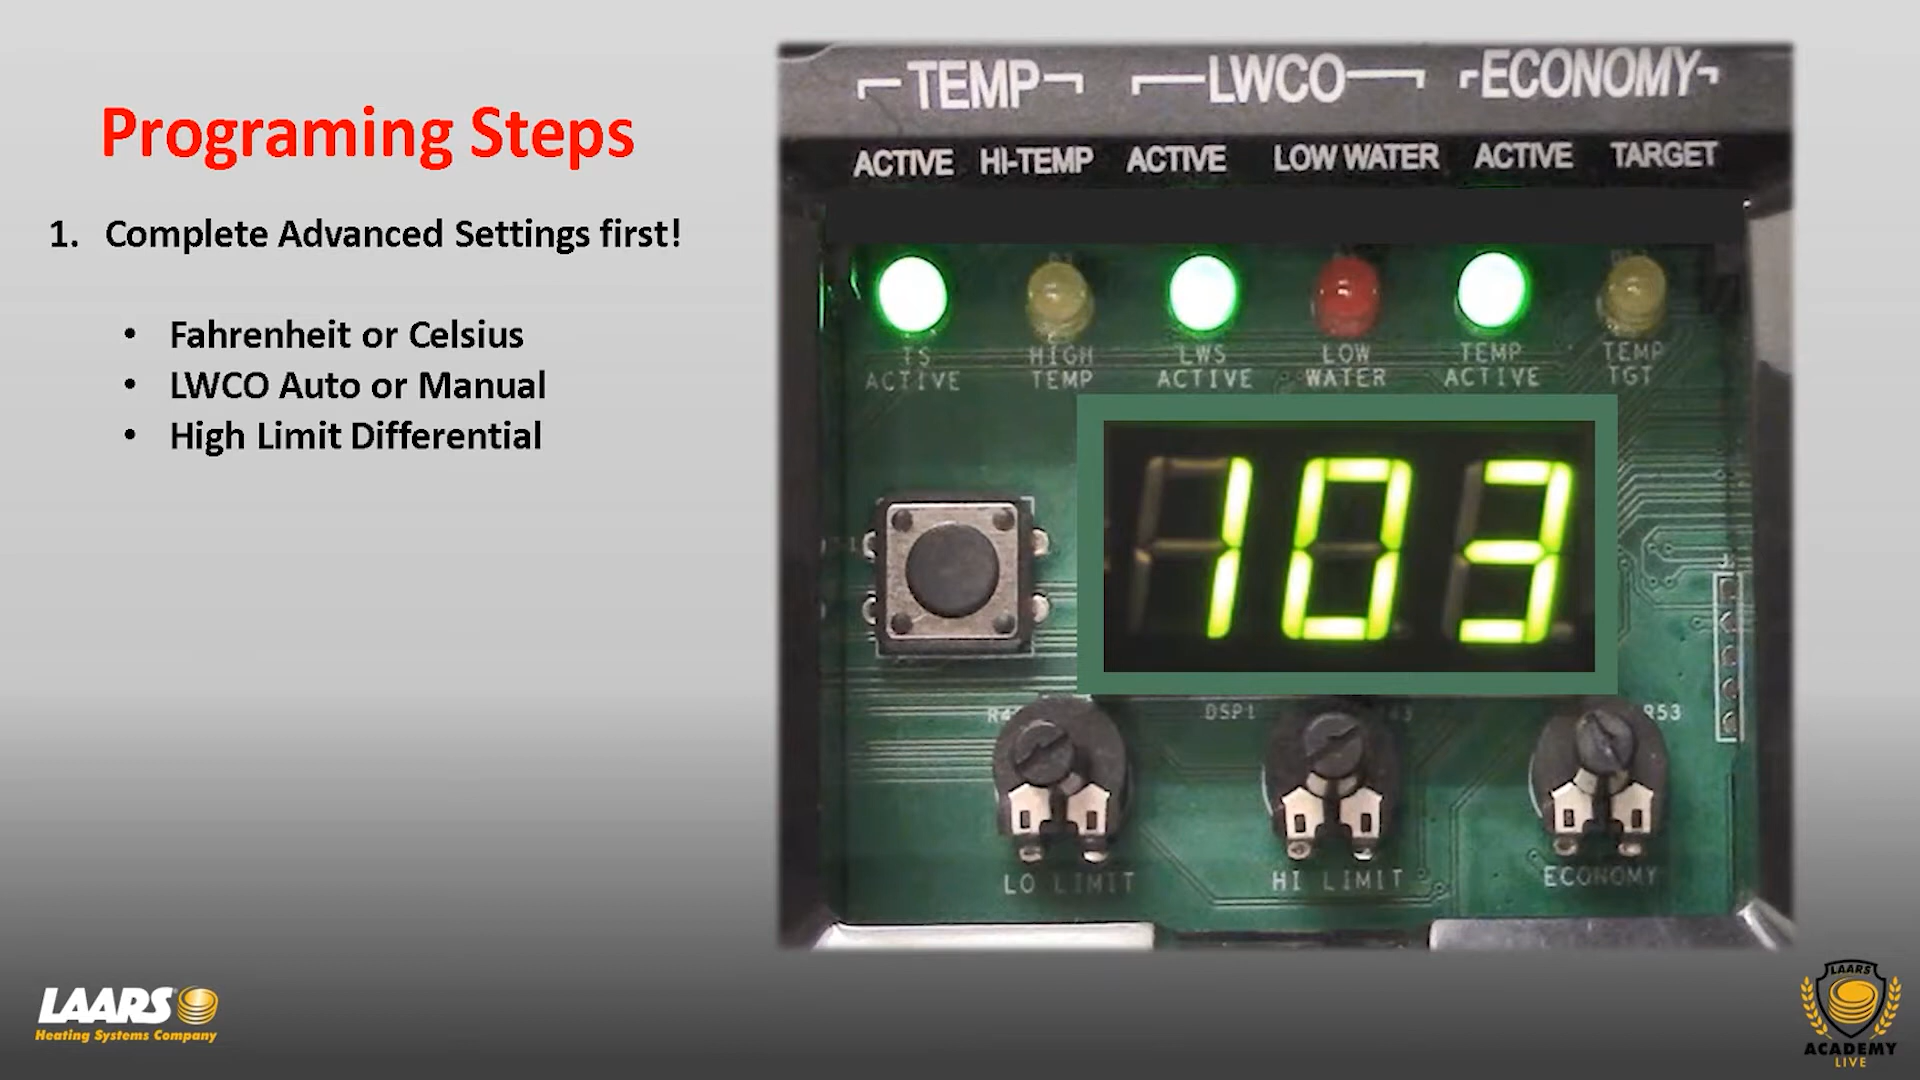 Programing Steps
1. Complete Advanced Settings first!
• Fahrenheit or Celsius
• LWCO Auto or Manual
• High Limit Differential
TEMP LWCO ECONOMY
ACTIVE HI-TEMP ACTIVE LOW WATER ACTIVE TARGET
TS ACTIVE
HIGH TEMP
LWS ACTIVE
LOW WATER
TEMP ACTIVE
TEMP TGT
103
DSP1
R53
LO LIMIT HI LIMIT ECONOMY
LAARS
Heating Systems Company
LAARS
ACADEMY
LIVE